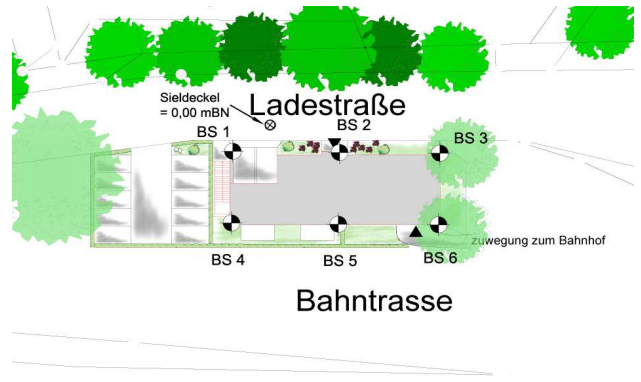 Sieldeckel
= 0,00 mBN
Ladestraße
BS 1
BS 2
BS 3
BS 4
BS 5
BS 6
zuwegung zum Bahnhof
Bahntrasse